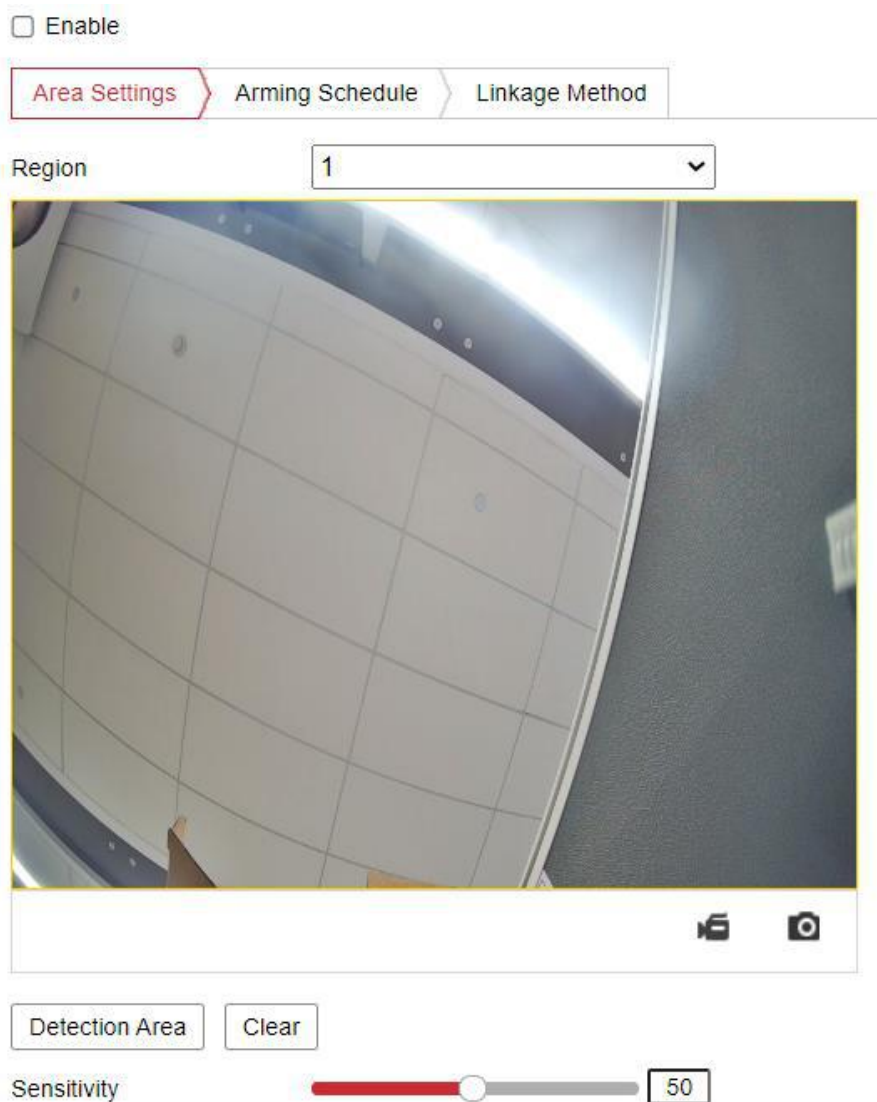 Enable
Area Settings Arming Schedule Linkage Method
Region 1
Detection Area Clear
Sensitivity 50